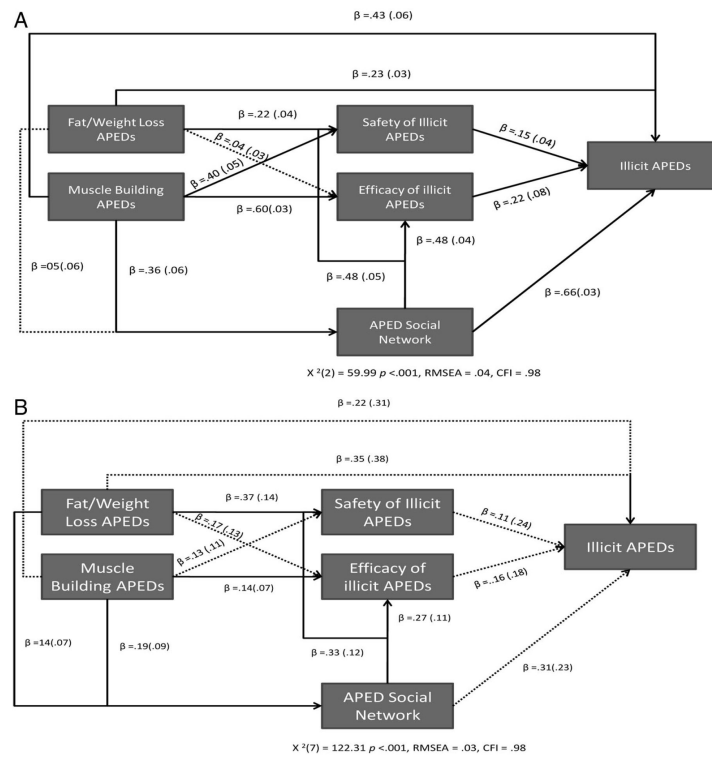 A
β =.43 (.06)
β =.23 (.03)
Fat/Weight Loss
APEDs
β =.22 (.04)
Safety of Illicit
APEDs
β =.04 (.03)
β =.15 (.04)
β =.40 (.05)
Illicit APEDs
Muscle Building
APEDs
β =.60(.03)
Efficacy of illicit
APEDs
β =.22 (.08)
β =05(.06)
β =.36 (.06)
β =.48 (.05)
β =.48 (.04)
β =.66(.03)
APED Social
Network
X ²(2) = 59.99 p <.001, RMSEA = .04, CFI = .98
B
β =.22 (.31)
β =.35 (.38)
Fat/Weight
Loss APEDs
β =.37 (.14)
Safety of Illicit
APEDs
β =.17 (.13)
β =.11 (.24)
β =.13 (.11)
Illicit APEDs
Muscle
Building APEDs
β =.14(.07)
Efficacy of
illicit APEDs
β =.16 (.18)
β =14(.07)
β =.19(.09)
β =.33 (.12)
β =.27 (.11)
β =.31(.23)
APED Social
Network
X ²(7) = 122.31 p <.001, RMSEA = .03, CFI = .98